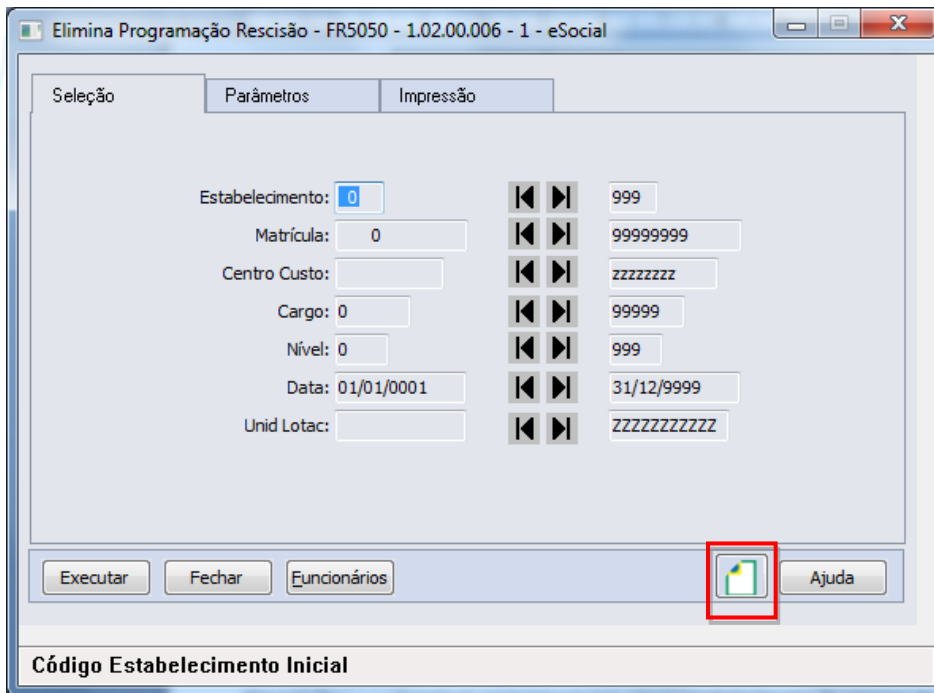 Elimina Programação Rescisão - FR5050 - 1.02.00.006 - 1 - eSocial
Seleção Parâmetros Impressão
Estabelecimento: 0 999
Matrícula: 0 99999999
Centro Custo: zzzzzzzz
Cargo: 0 99999
Nível: 0 999
Data: 01/01/0001 31/12/9999
Unid Lotac: ZZZZZZZZZZZ
Executar Fechar Funcionários Ajuda
Código Estabelecimento Inicial